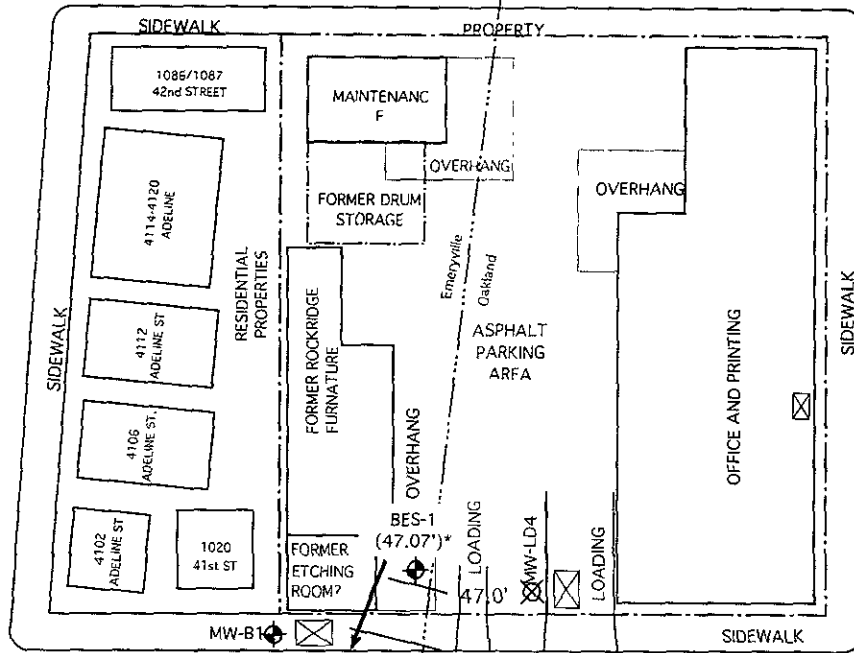 SIDEWALK
PROPERTY
1086/1087
42nd STREET
MAINTENANC
F
OVERHANG
OVERHANG
4114-4120
ADELINE
FORMER DRUM
STORAGE
RESIDENTIAL
PROPERTIES
Emeryville
Oakland
SIDEWALK
4112
ADELINE ST
FORMER ROCKRIDGE
FURNATURE
ASPHALT
PARKING
AREA
SIDEWALK
OFFICE AND PRINTING
4106
ADELINE ST.
OVERHANG
BES-1
(47.07')*
LOADING
MW-LD4
LOADING
4102
ADELINE ST
1020
41st ST
FORMER
ETCHING
ROOM?
47.0'
MW-B1
SIDEWALK